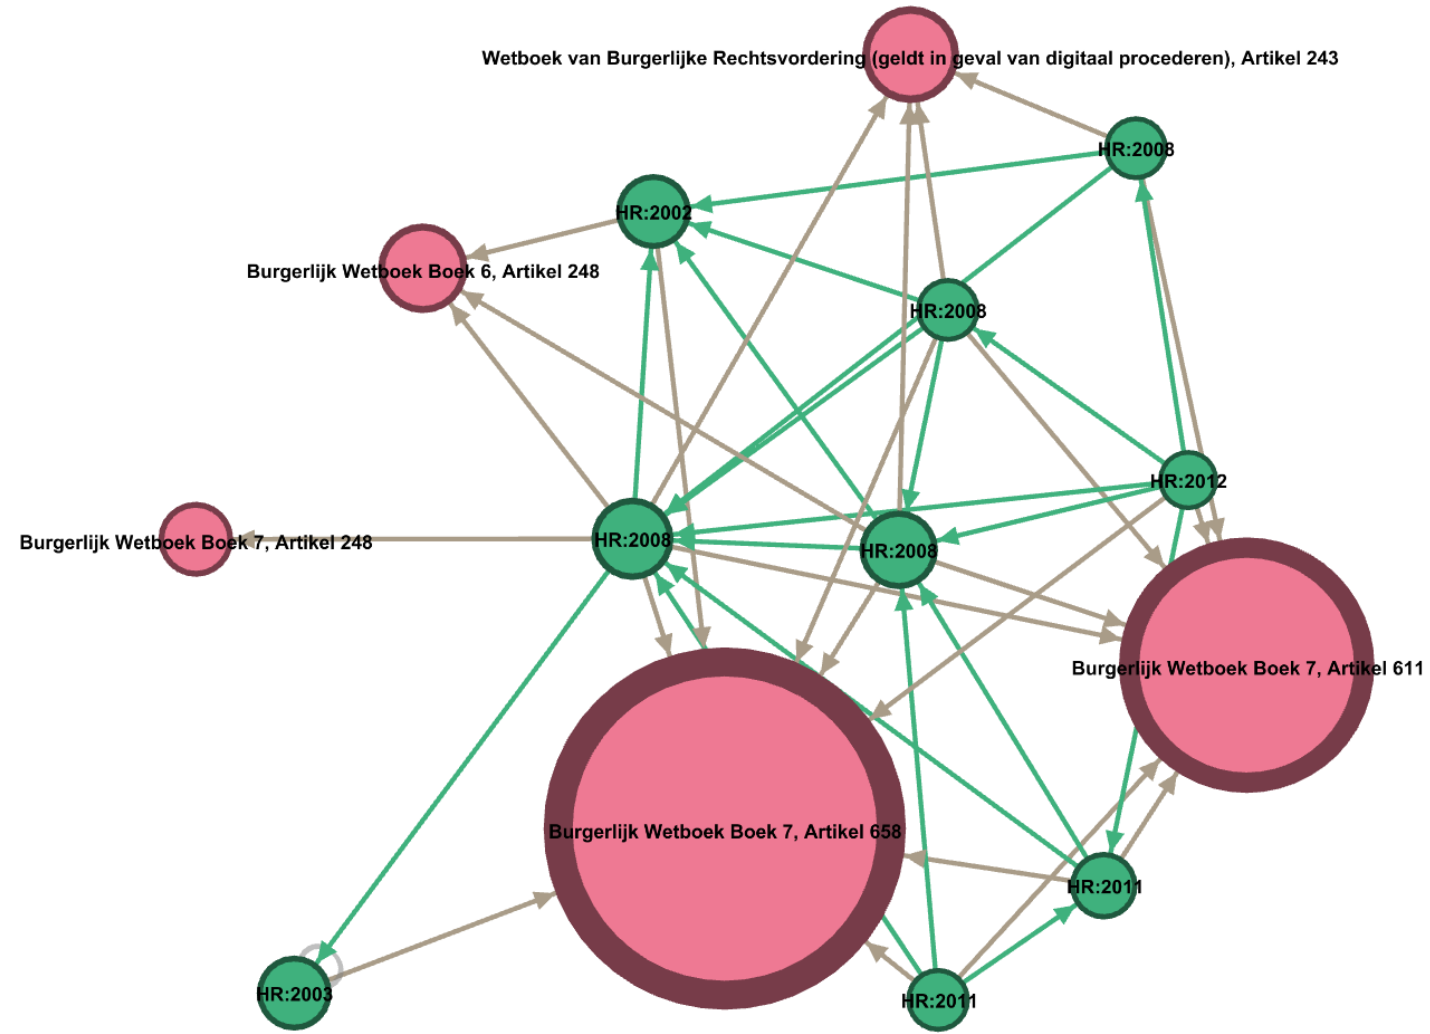 Wetboek van Burgerlijke Rechtsvordering (geldt in geval van digitaal procederen), Artikel 243
HR:2008
HR:2002
Burgerlijk Wetboek Boek 6, Artikel 248
HR:2008
HR:2012
Burgerlijk Wetboek Boek 7, Artikel 248
HR:2008
HR:2008
Burgerlijk Wetboek Boek 7, Artikel 611
Burgerlijk Wetboek Boek 7, Artikel 658
HR:2011
HR:2003
HR:2011